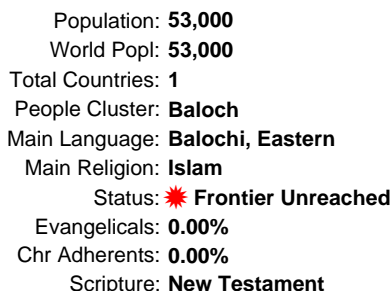 Population: 53,000
World Popl: 53,000
Total Countries: 1
People Cluster: Baloch
Main Language: Balochi, Eastern
Main Religion: Islam
Status: Frontier Unreached
Evangelicals: 0.00%
Chr Adherents: 0.00%
Scripture: New Testament